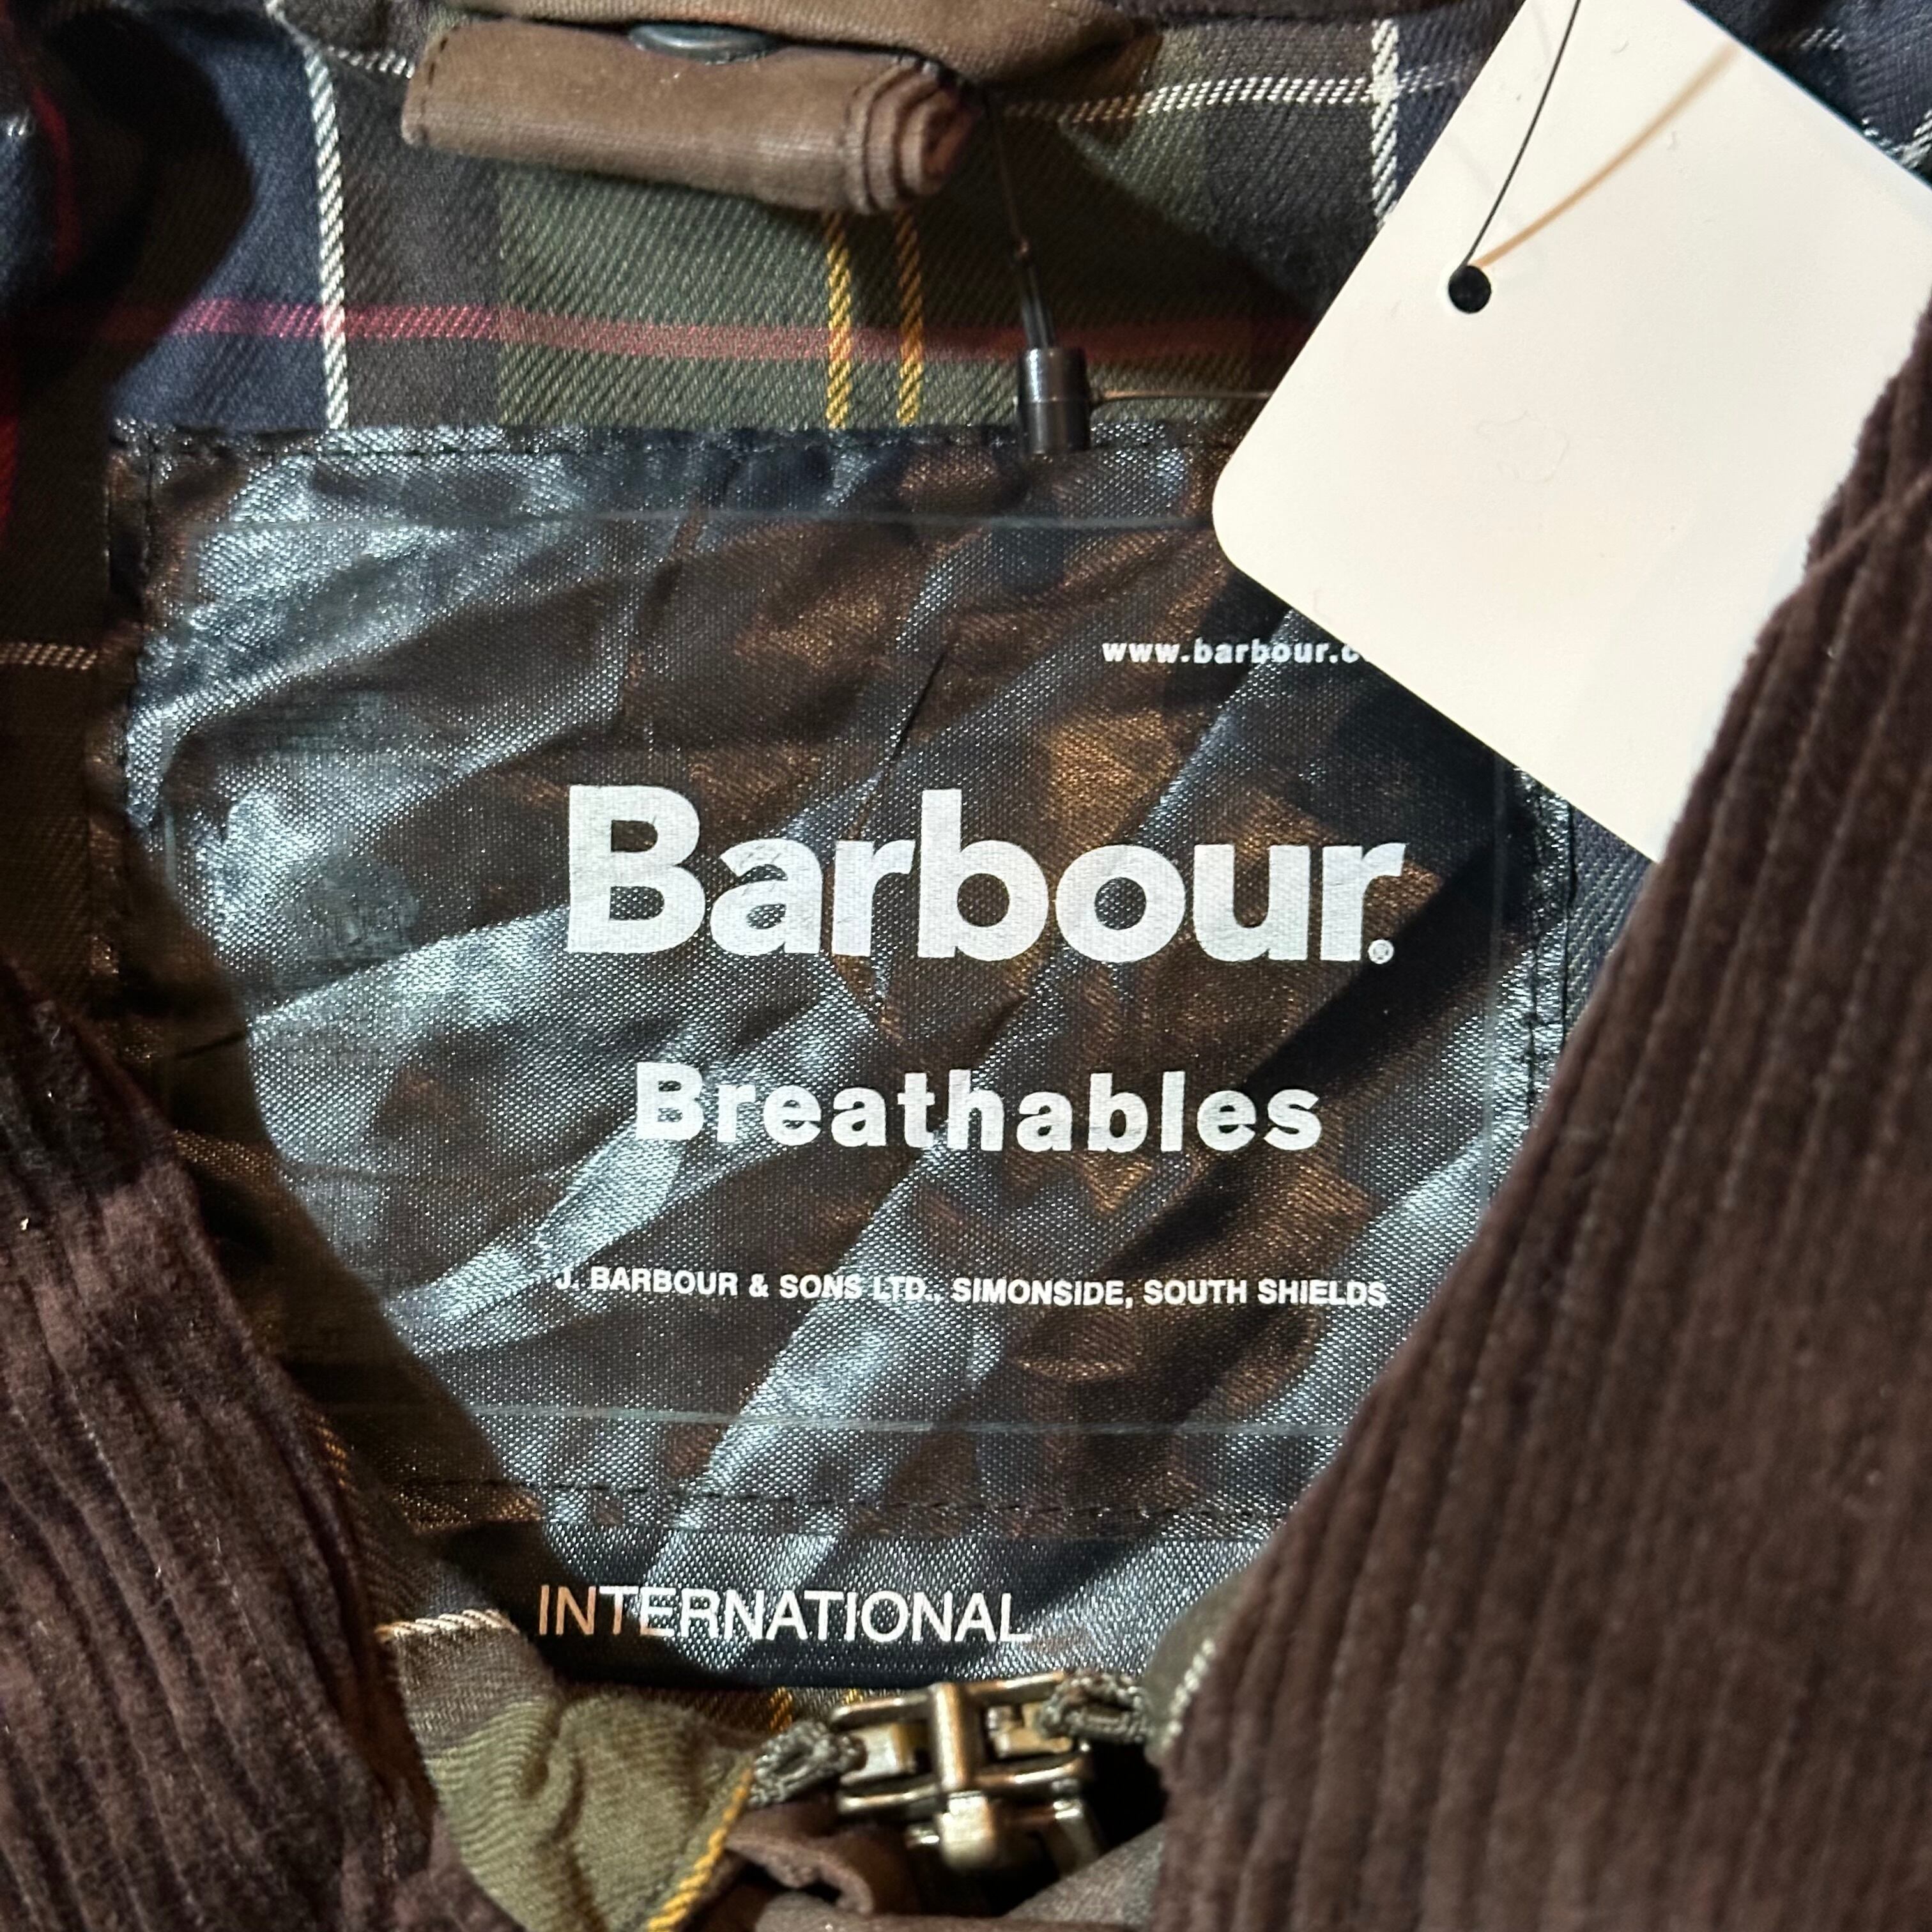 www.barbour.c
Barbour®
Breathables
J. BARBOUR & SONS LTD., SIMONSIDE, SOUTH SHIELDS
INTERNATIONAL